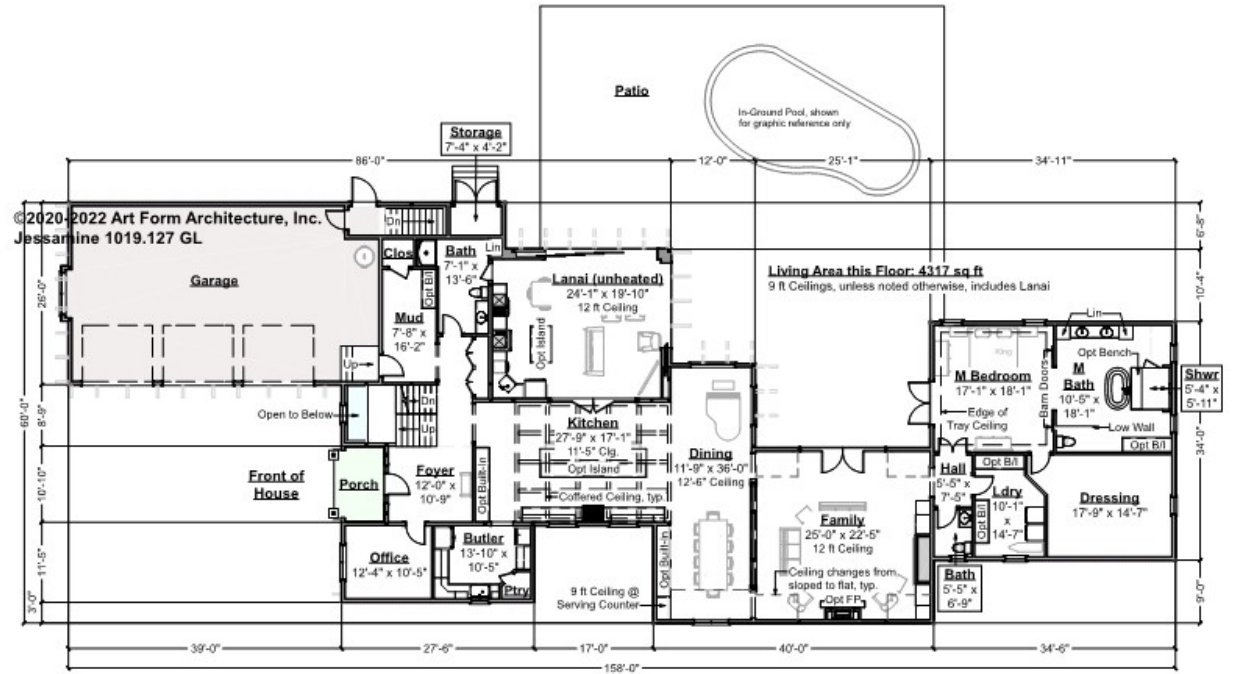 Patio
In-Ground Pool, shown
for graphic reference only
Storage
7'-4" x 4'-2"
86'-0"
12'-0"
25'-1"
34'-11"
©2020-2022 Art Form Architecture, Inc.
Jessamine 1019.127 GL
Dn
6'-8"
Clos
Bath
7'-1" x
13'-6"
Lin
Lanai (unheated)
24'-1" x 19'-10"
12 ft Ceiling
Opt Island
Living Area this Floor: 4317 sq ft
9 ft Ceilings, unless noted otherwise, includes Lanai
10'-4"
Garage
26'-0"
Opt B/I
Mud
7'-8" x
16'-2"
Up
Lin
King
Opt Bench
M Bedroom
17'-1" x 18'-1"
Barn Doors
M
Bath
10'-5" x
18'-1"
Shwr
5'-4" x
5'-11"
Edge of
Tray Ceiling
Low Wall
Opt B/I
34'-0"
60'-0"
8'-9"
Open to Below
Dn
Up
Kitchen
27'-9" x 17'-1"
11'-5" Clg.
Opt Island
Coffered Ceiling, typ.
Dining
11'-9" x 36'-0"
12'-6" Ceiling
Front of
House
Porch
10'-10"
Foyer
12'-0" x
10'-9"
Opt Built-In
Hall
5'-5" x
7'-5"
Opt B/I
Ldry
10'-1"
x
14'-7"
Opt B/I
Dressing
17'-9" x 14'-7"
Family
25'-0" x 22'-5"
12 ft Ceiling
Ceiling changes from
sloped to flat, typ.
Opt FP
11'-5"
Office
12'-4" x 10'-5"
Butler
13'-10" x
10'-5"
Ptry
Opt Built-In
9 ft Ceiling @
Serving Counter
Bath
5'-5" x
6'-9"
9'-0"
3'-0"
39'-0"
27'-6"
17'-0"
40'-0"
34'-6"
158'-0"